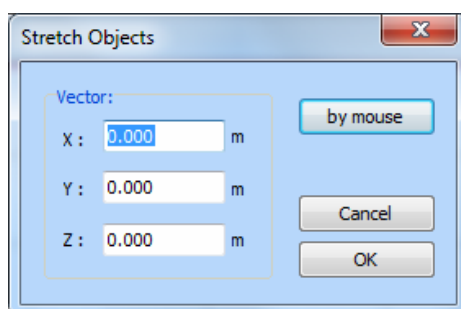 Stretch Objects
Vector:
X : 0.000 m
by mouse
Y : 0.000 m
Cancel
Z : 0.000 m
OK